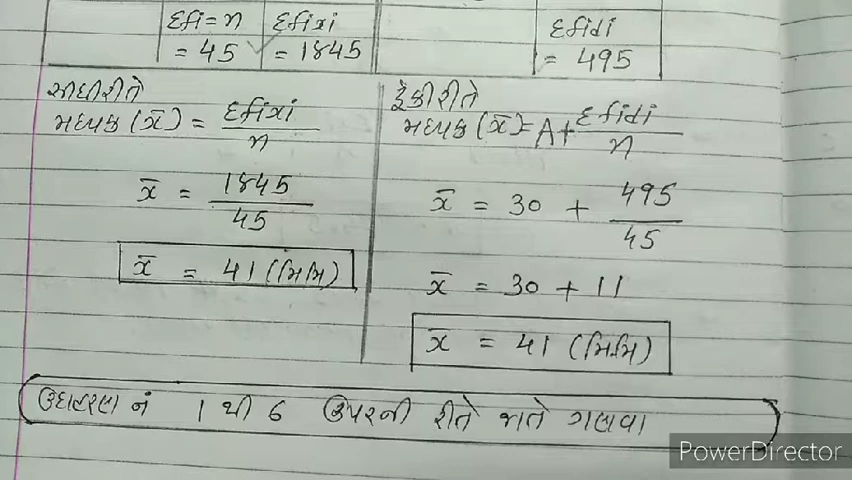 Σfi = n Σfixi Σfidi
= 45 = 1845 = 495
સીધીરીતે
મધ્યક (x̄) = Σfixi / n
x̄ = 1845 / 45
x̄ = 41 (મિમિ)
ટૂંકીરીતે
મધ્યક (x̄) = A + Σfidi / n
x̄ = 30 + 495 / 45
x̄ = 30 + 11
x̄ = 41 (મિમિ)
ઉદાહરણ નં 1 થી 6 ઉપરની રીતે જાતે ગણવા
PowerDirector